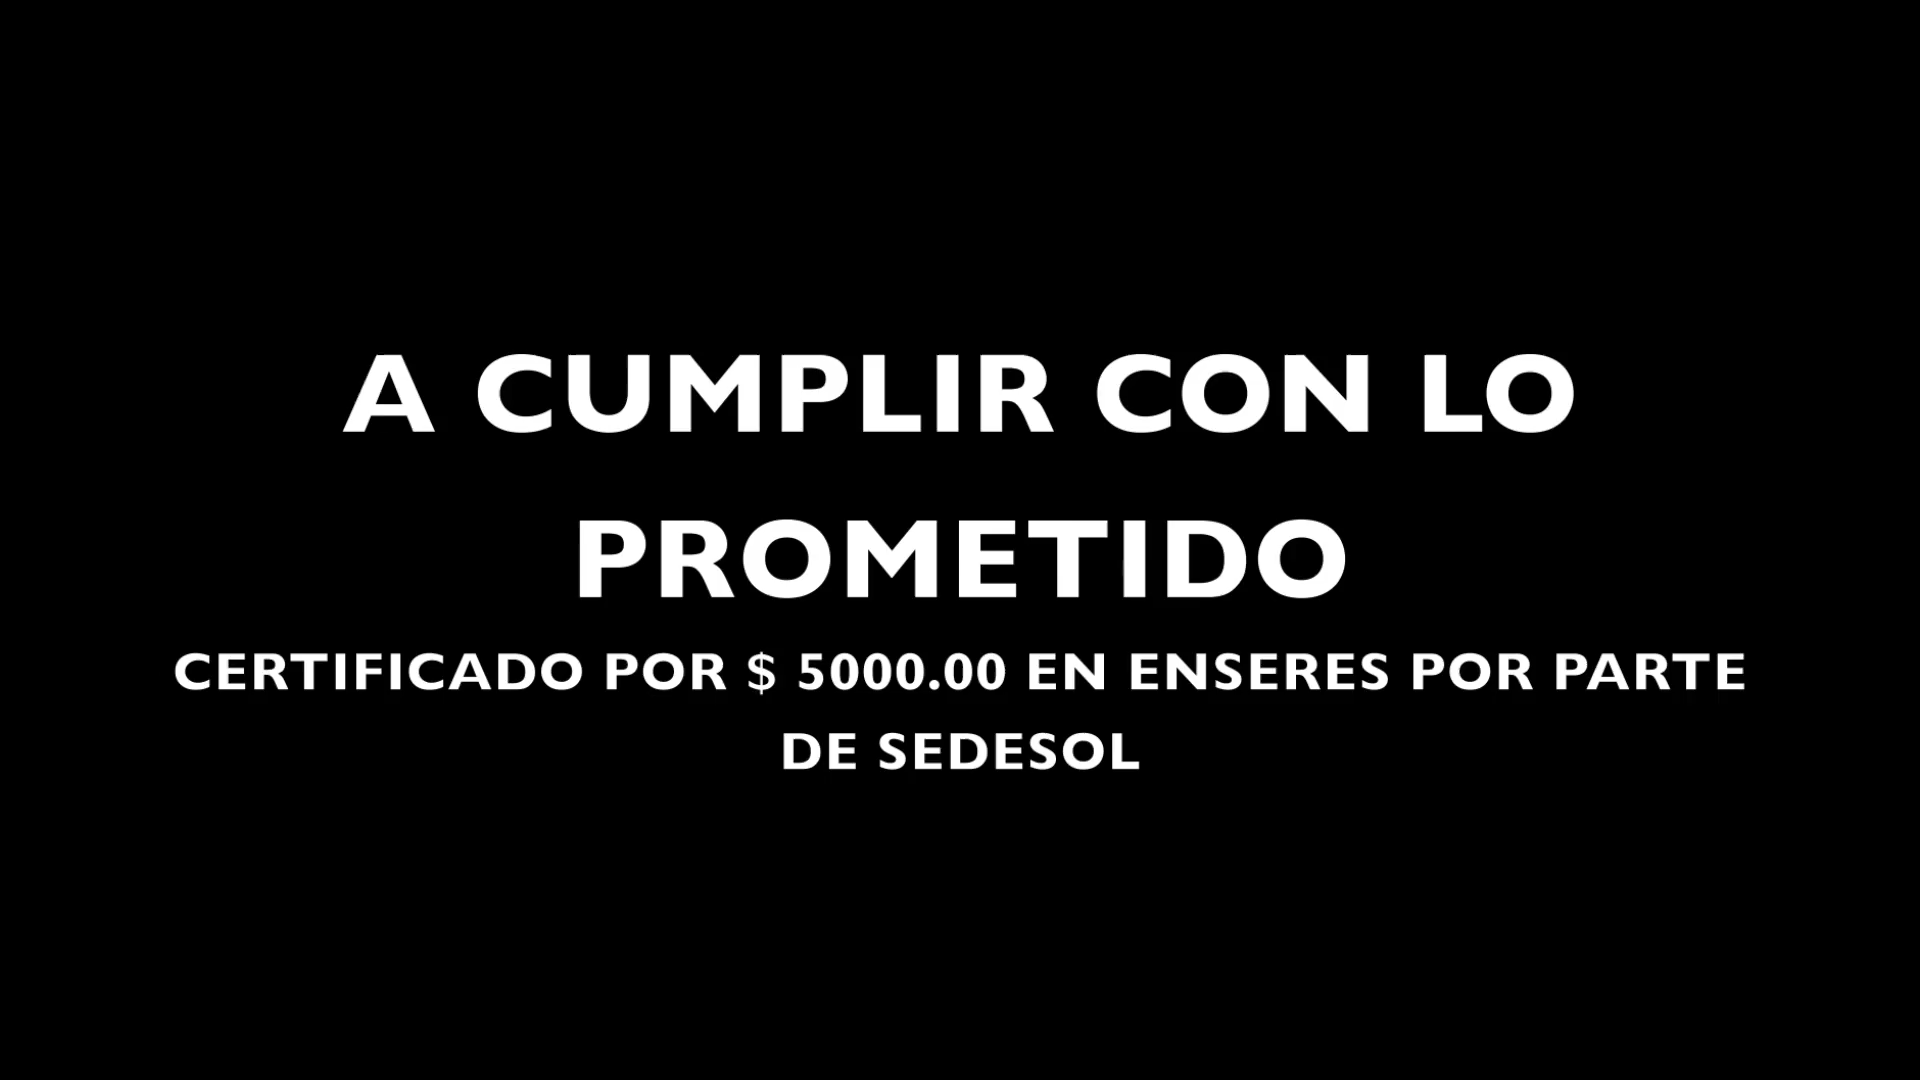 A CUMPLIR CON LO
PROMETIDO
CERTIFICADO POR $ 5000.00 EN ENSERES POR PARTE
DE SEDESOL